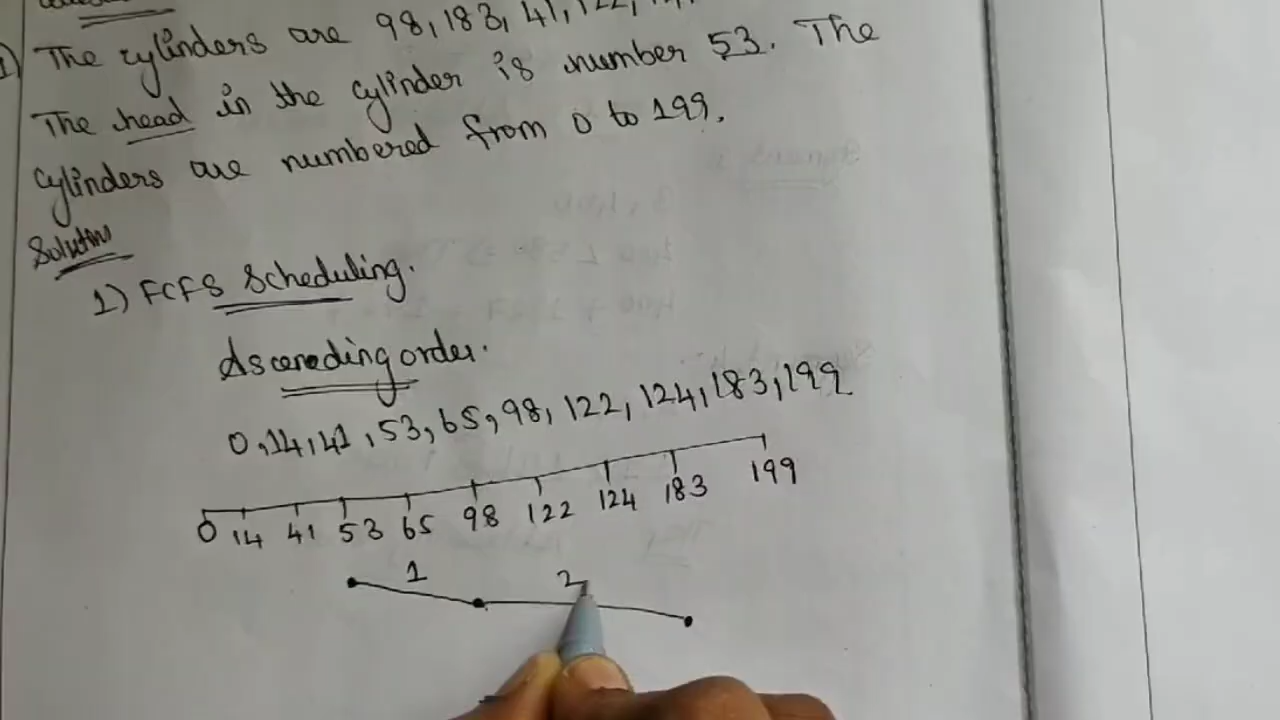 1) The cylinders are 98, 183, 41, 122,
The head in the cylinder is number 53. The
cylinders are numbered from 0 to 199.
Solution
1) FCFS Scheduling.
Ascending order.
0, 14, 41, 53, 65, 98, 122, 124, 183, 199
0 14 41 53 65 98 122 124 183 199
1 2